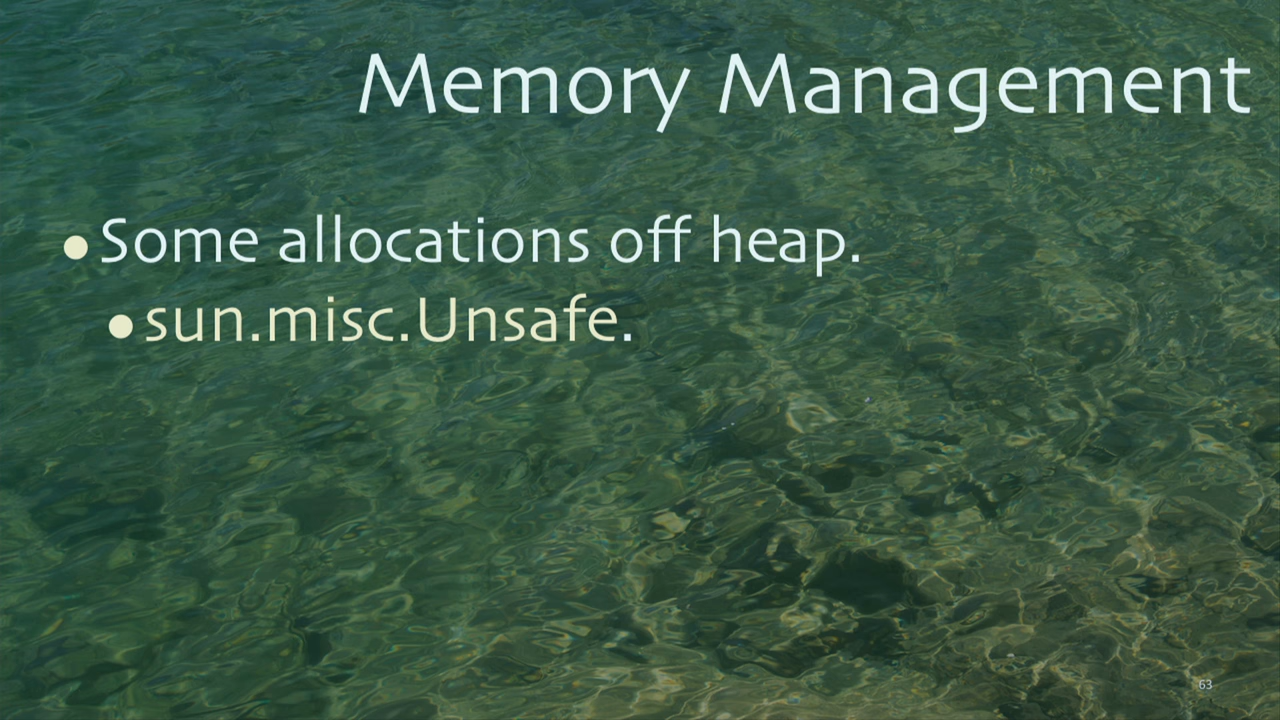 Memory Management
• Some allocations off heap.
• sun.misc.Unsafe.
63